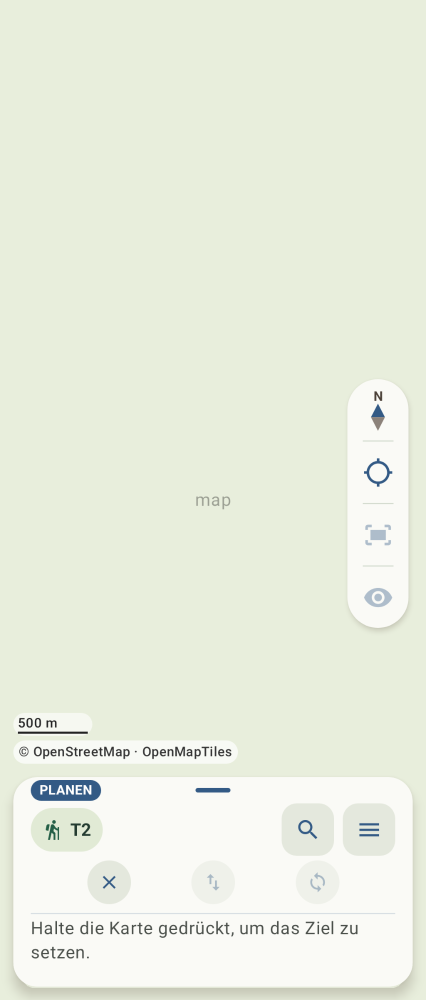 N
map
500 m
© OpenStreetMap · OpenMapTiles
PLANEN
T2
Halte die Karte gedrückt, um das Ziel zu
setzen.